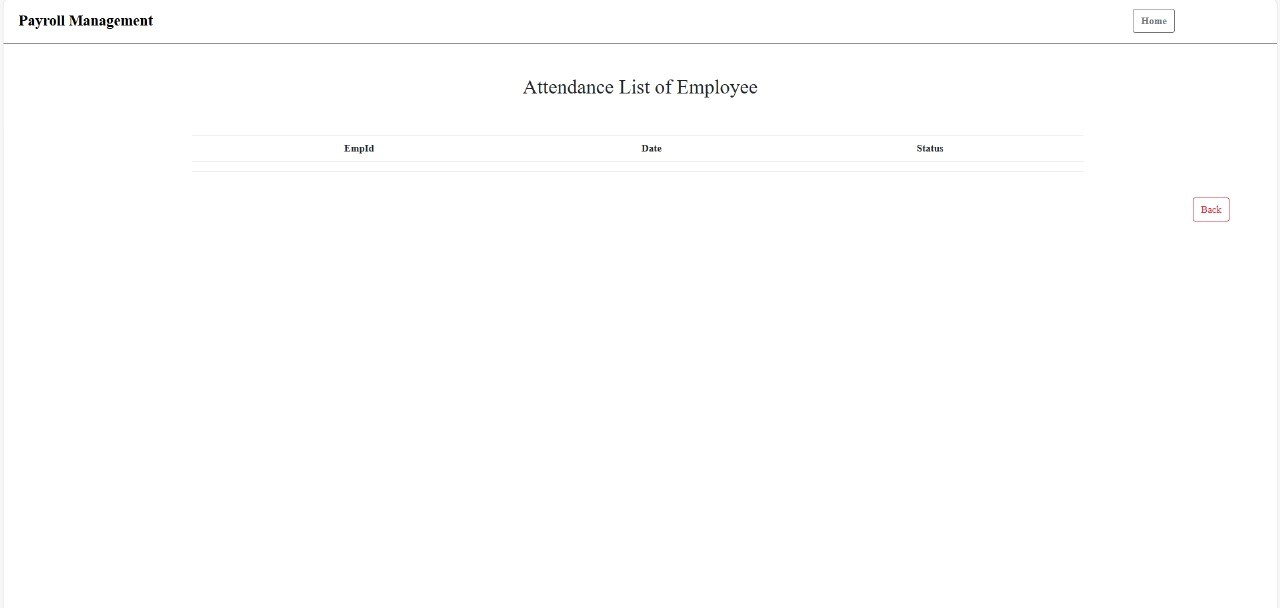 Payroll Management
Home
Attendance List of Employee
EmpId Date Status
Back